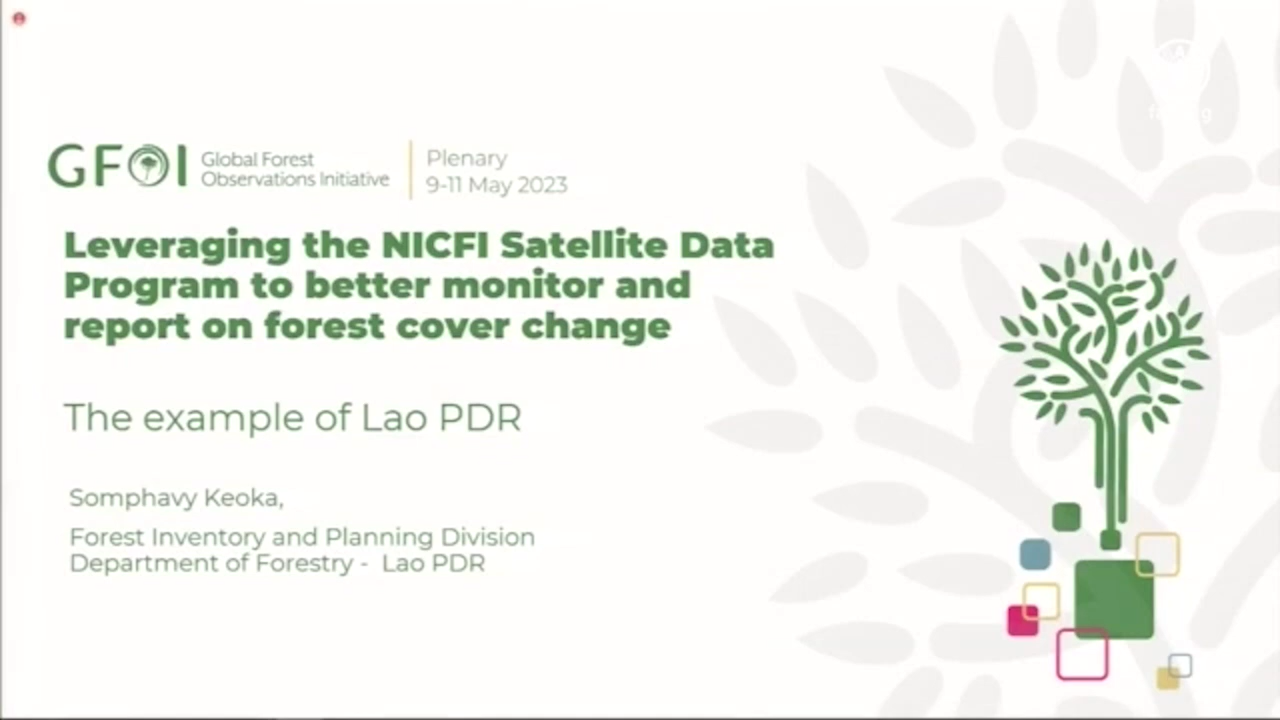 GFOI
Global Forest
Observations Initiative
Plenary
9-11 May 2023
Leveraging the NICFI Satellite Data
Program to better monitor and
report on forest cover change
The example of Lao PDR
Somphavy Keoka,
Forest Inventory and Planning Division
Department of Forestry - Lao PDR